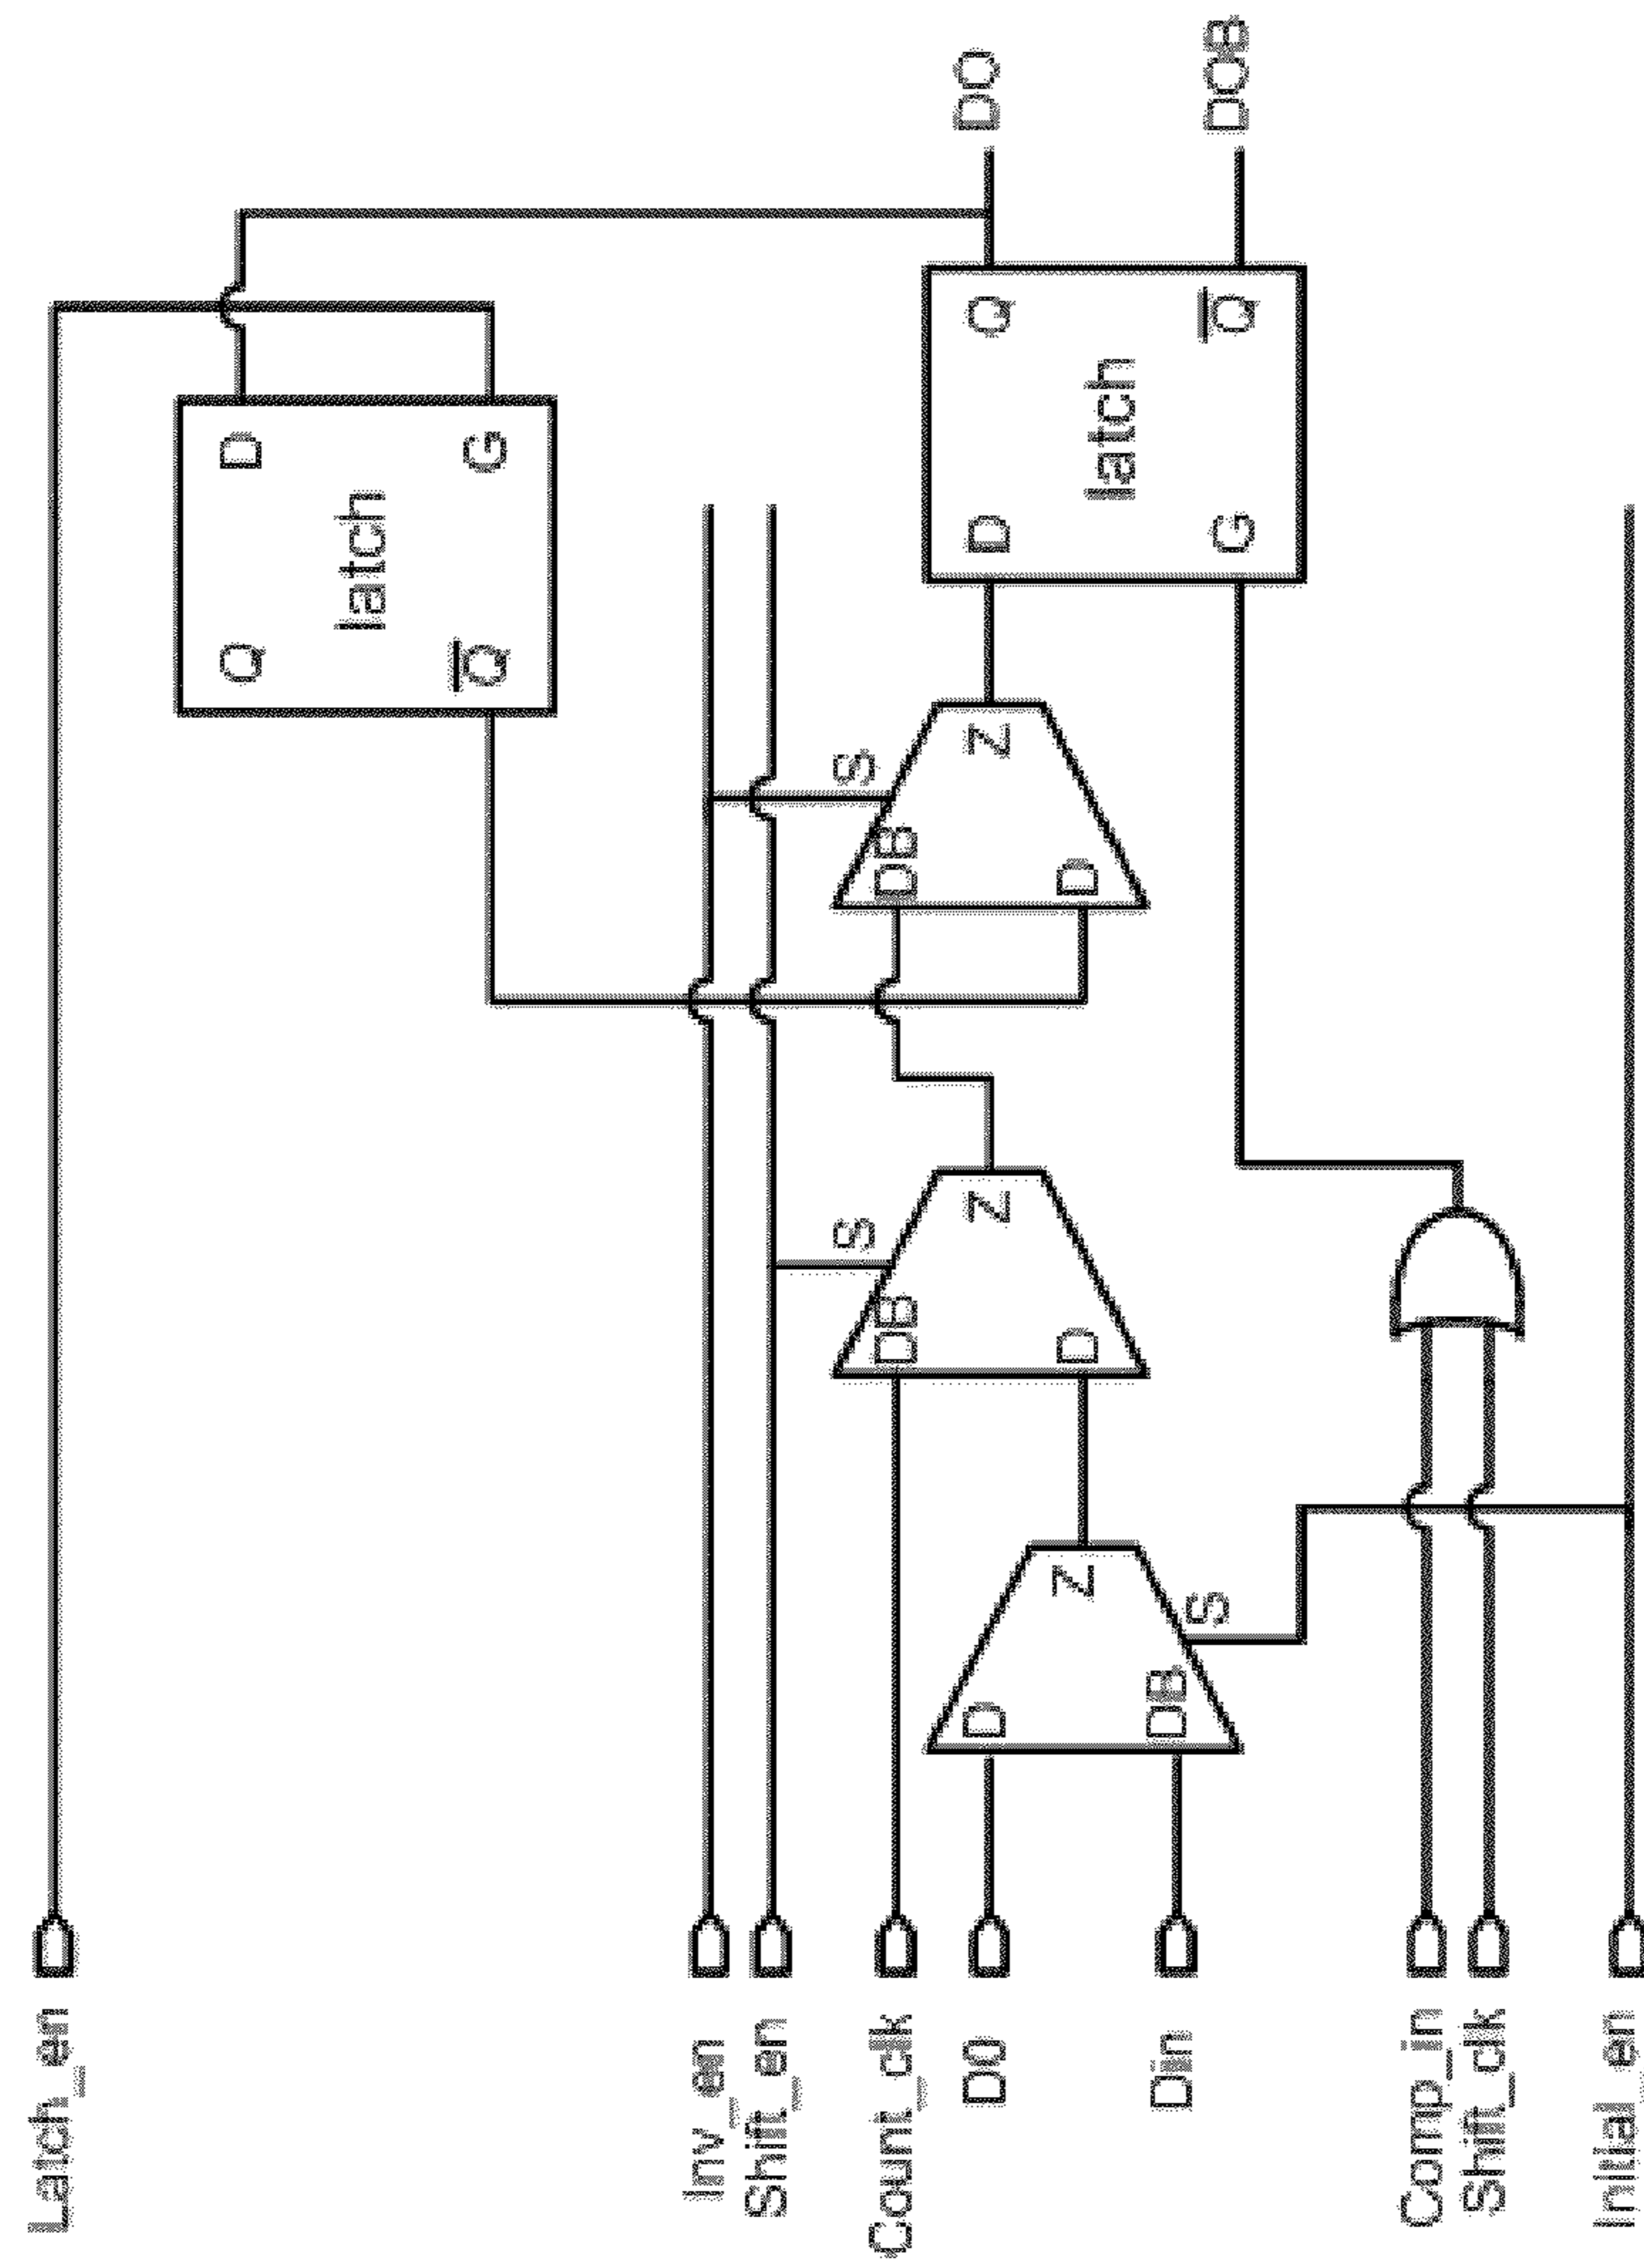 Latch_en
Q D
latch
Q̅ G
Inv_en
Shift_en
S S
Count_clk DB DB
D0 D Z Z D Q DO
Z D D
latch
Din DB S G Q̅ DOB
Comp_in
Shift_clk
Initial_en